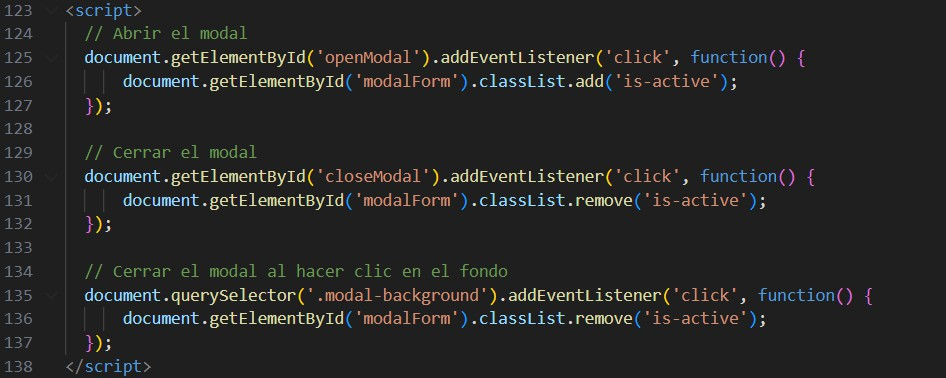 123 <script>
124 // Abrir el modal
125 document.getElementById('openModal').addEventListener('click', function() {
126 document.getElementById('modalForm').classList.add('is-active');
127 });
128
129 // Cerrar el modal
130 document.getElementById('closeModal').addEventListener('click', function() {
131 document.getElementById('modalForm').classList.remove('is-active');
132 });
133
134 // Cerrar el modal al hacer clic en el fondo
135 document.querySelector('.modal-background').addEventListener('click', function() {
136 document.getElementById('modalForm').classList.remove('is-active');
137 });
138 </script>